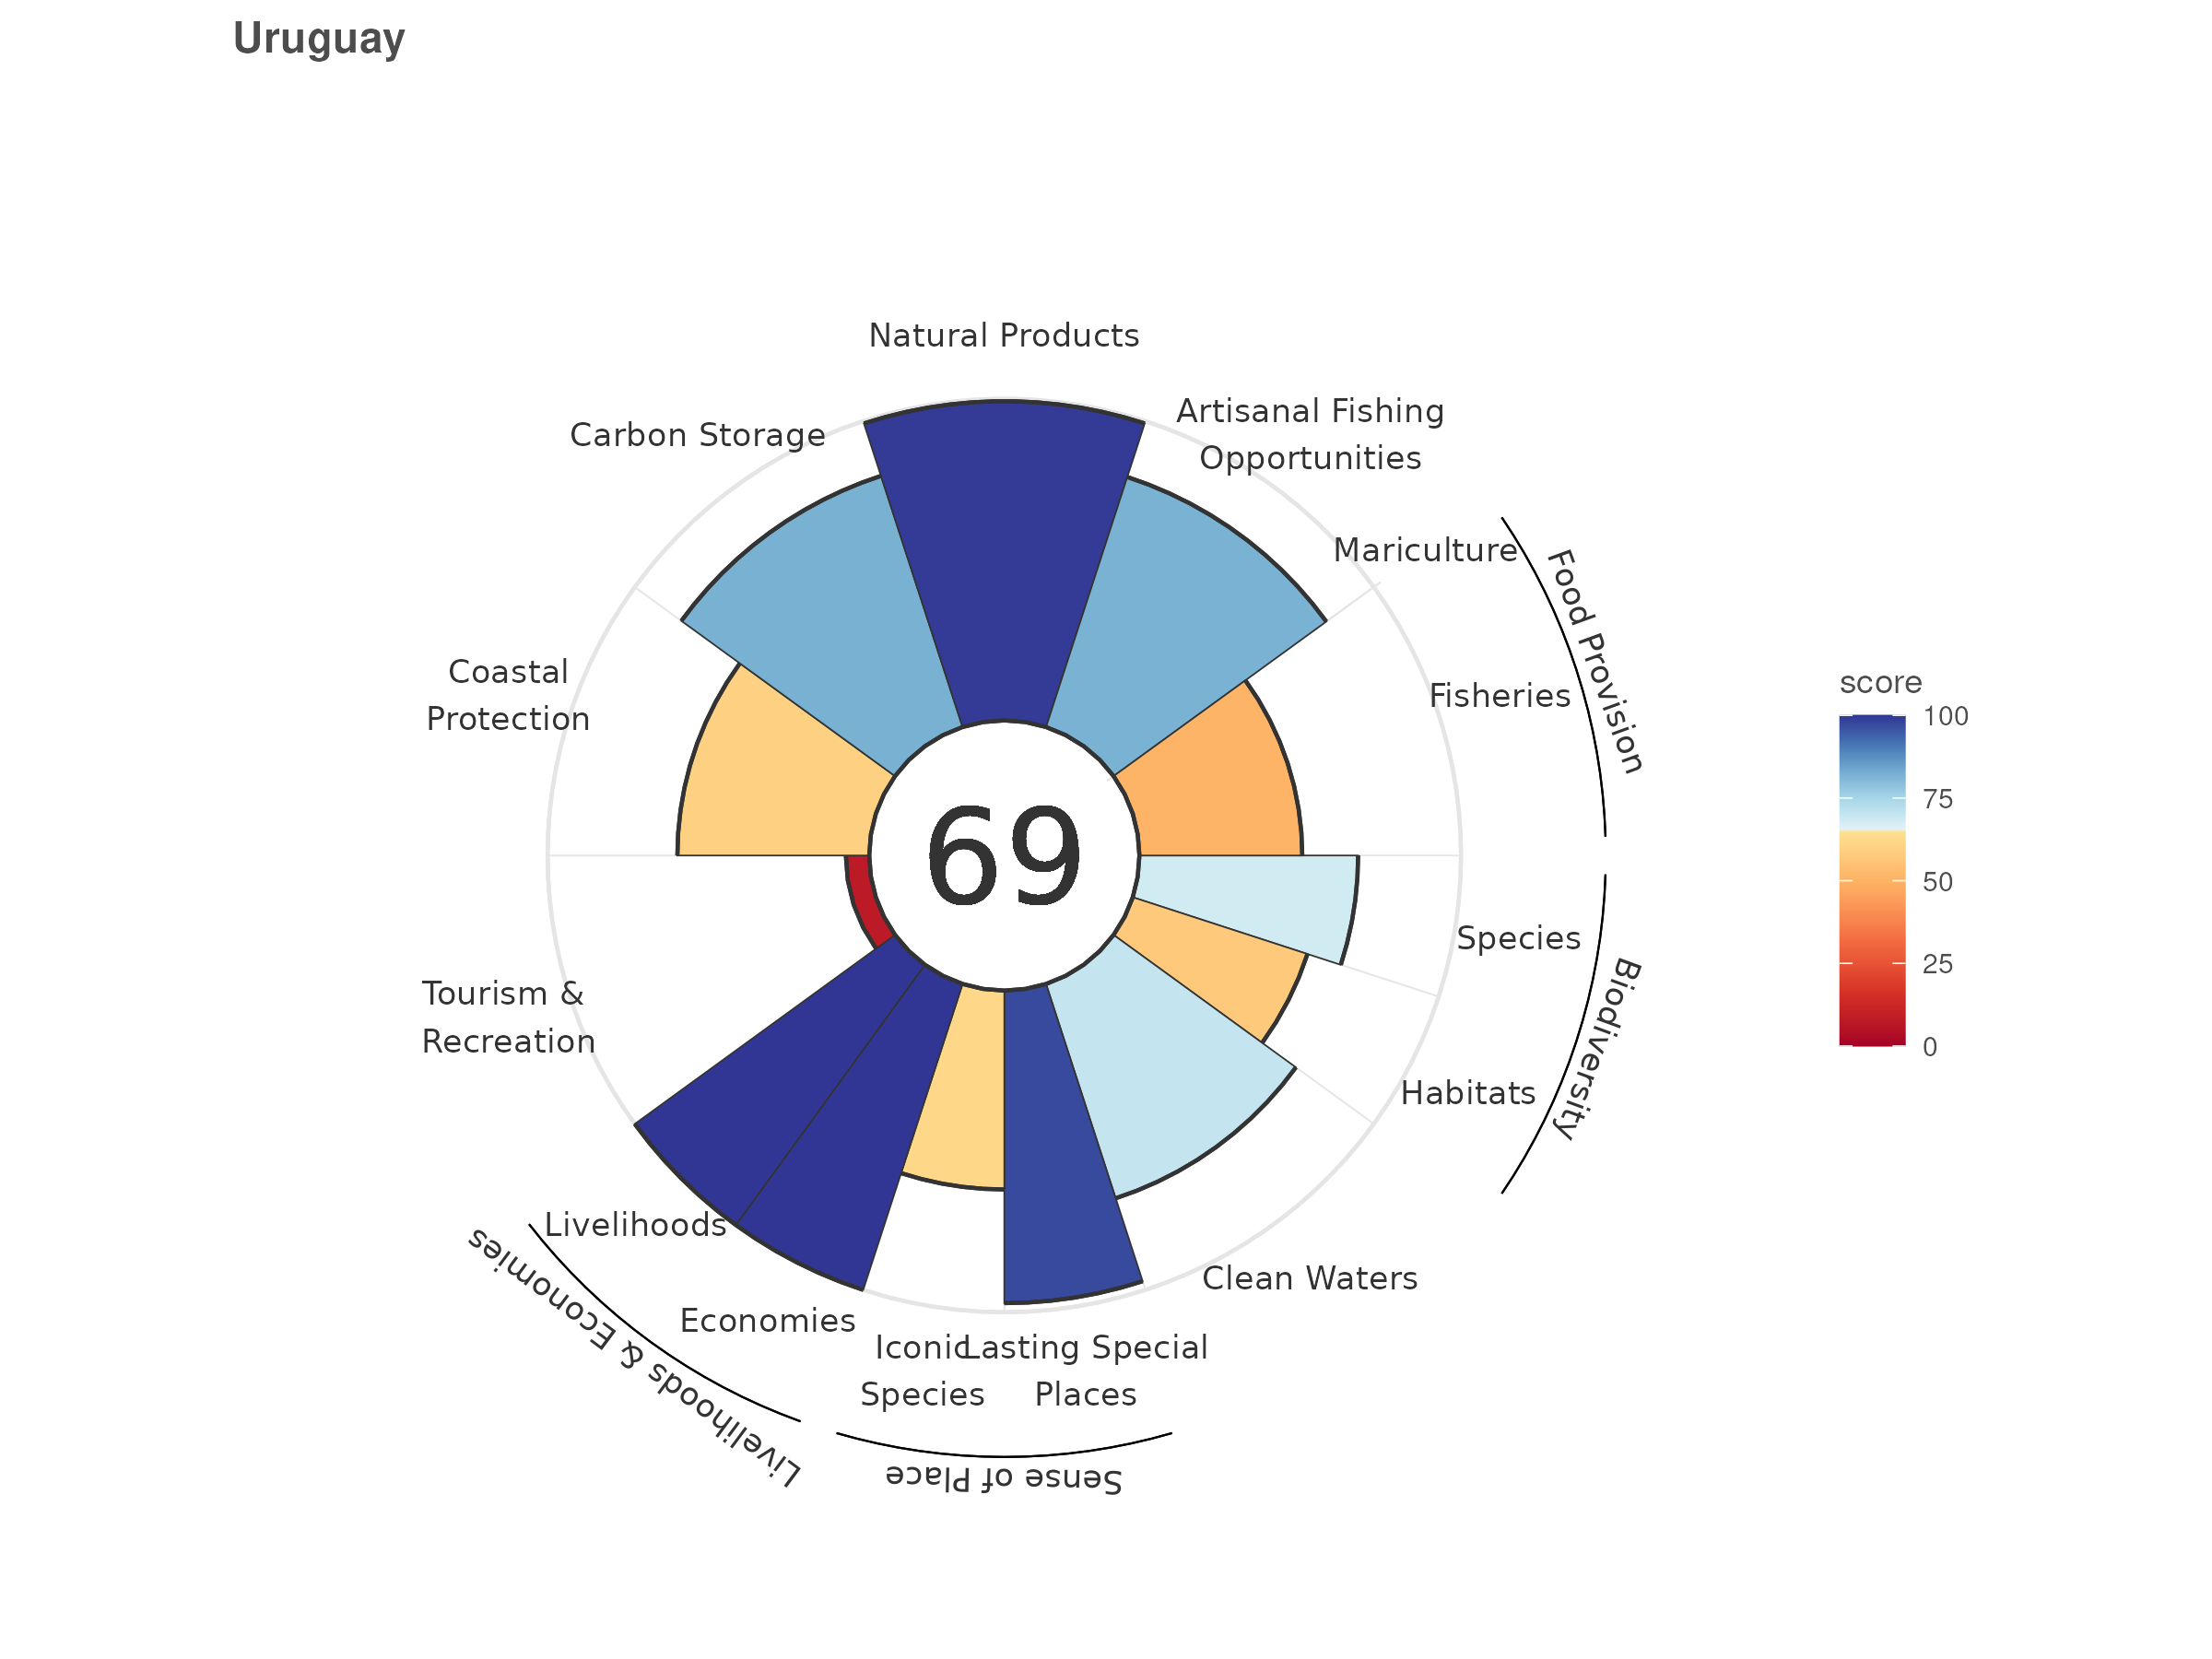 Uruguay
Natural Products
Artisanal Fishing
Opportunities
Carbon Storage
Mariculture
Food Provision
Fisheries
Coastal
Protection
score
100
75
50
25
0
69
Species
Biodiversity
Habitats
Tourism &
Recreation
Livelihoods
Clean Waters
Economies
Livelihoods & Economies
Iconic
Species
Lasting Special
Places
Sense of Place